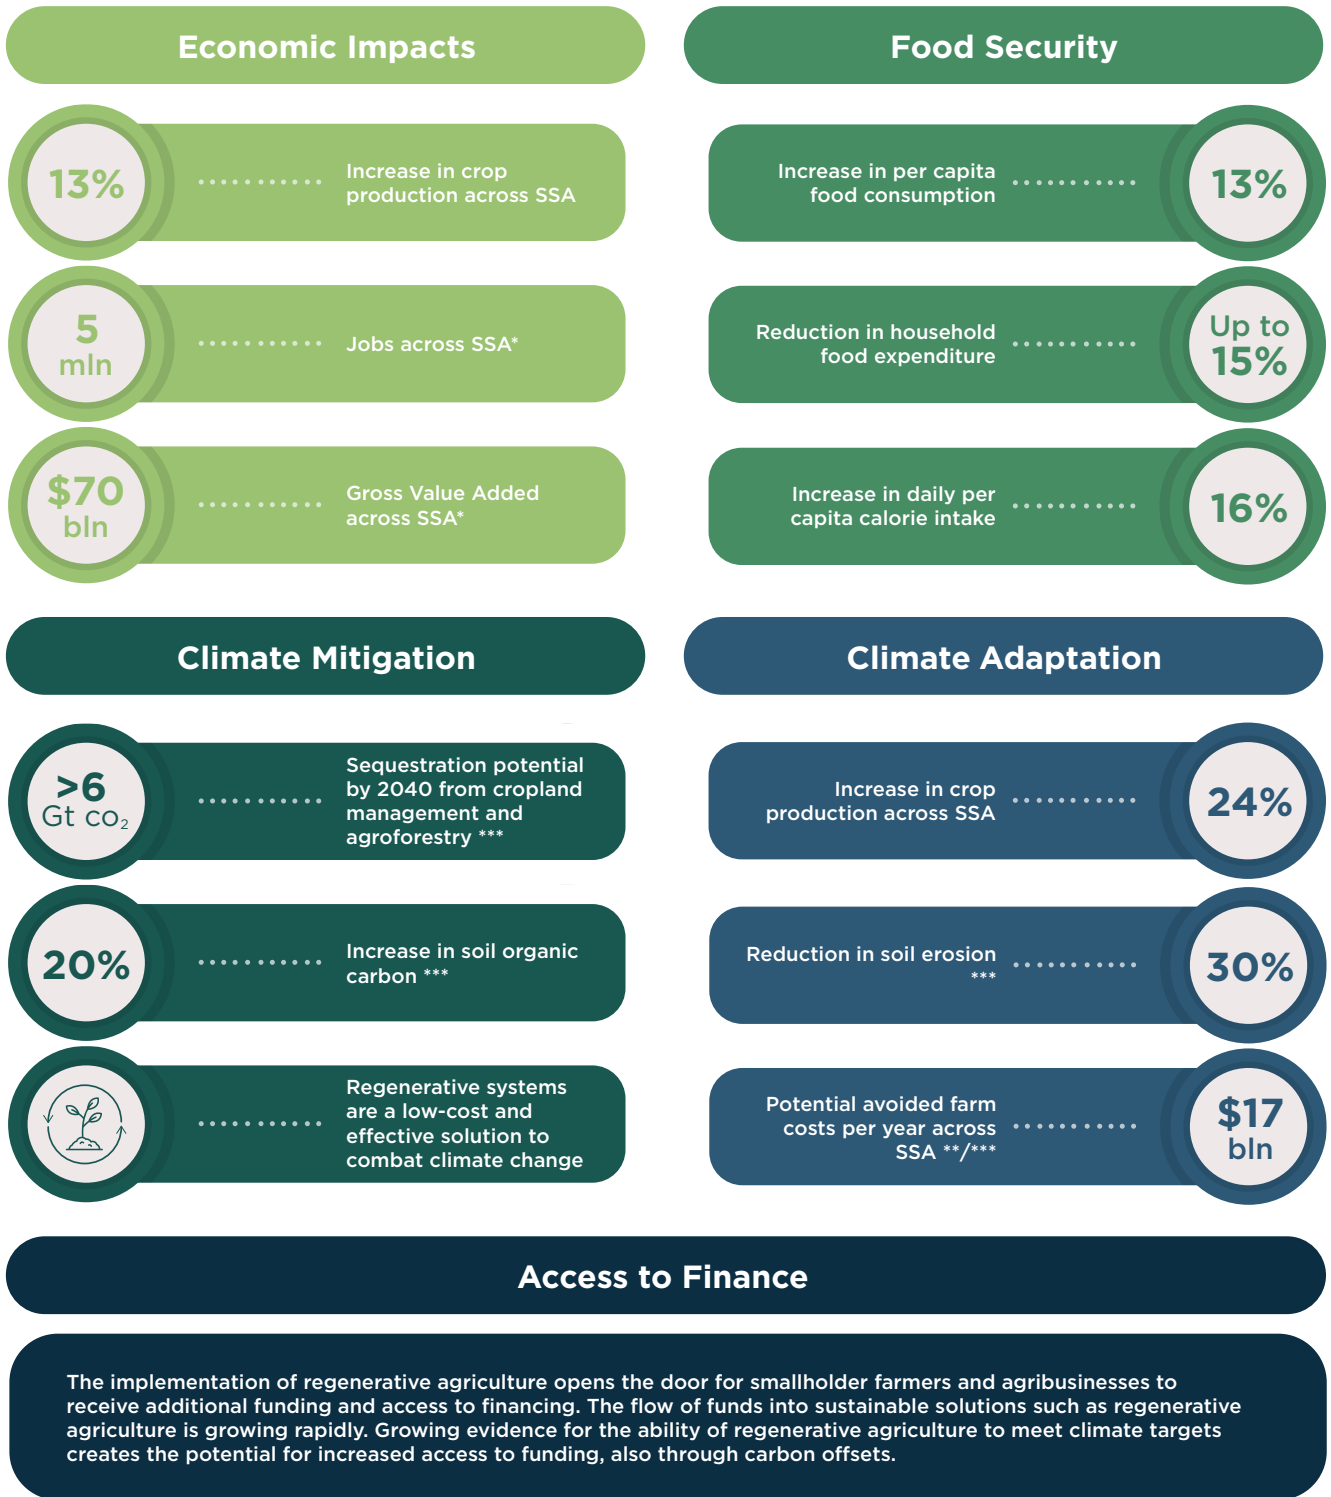 Economic Impacts
13%
Increase in crop
production across SSA
5
mln
Jobs across SSA*
$70
bln
Gross Value Added
across SSA*
Food Security
Increase in per capita
food consumption
13%
Reduction in household
food expenditure
Up to
15%
Increase in daily per
capita calorie intake
16%
Climate Mitigation
>6
Gt co₂
Sequestration potential
by 2040 from cropland
management and
agroforestry ***
20%
Increase in soil organic
carbon ***
Regenerative systems
are a low-cost and
effective solution to
combat climate change
Climate Adaptation
Increase in crop
production across SSA
24%
Reduction in soil erosion
***
30%
Potential avoided farm
costs per year across
SSA **/***
$17
bln
Access to Finance
The implementation of regenerative agriculture opens the door for smallholder farmers and agribusinesses to
receive additional funding and access to financing. The flow of funds into sustainable solutions such as regenerative
agriculture is growing rapidly. Growing evidence for the ability of regenerative agriculture to meet climate targets
creates the potential for increased access to funding, also through carbon offsets.